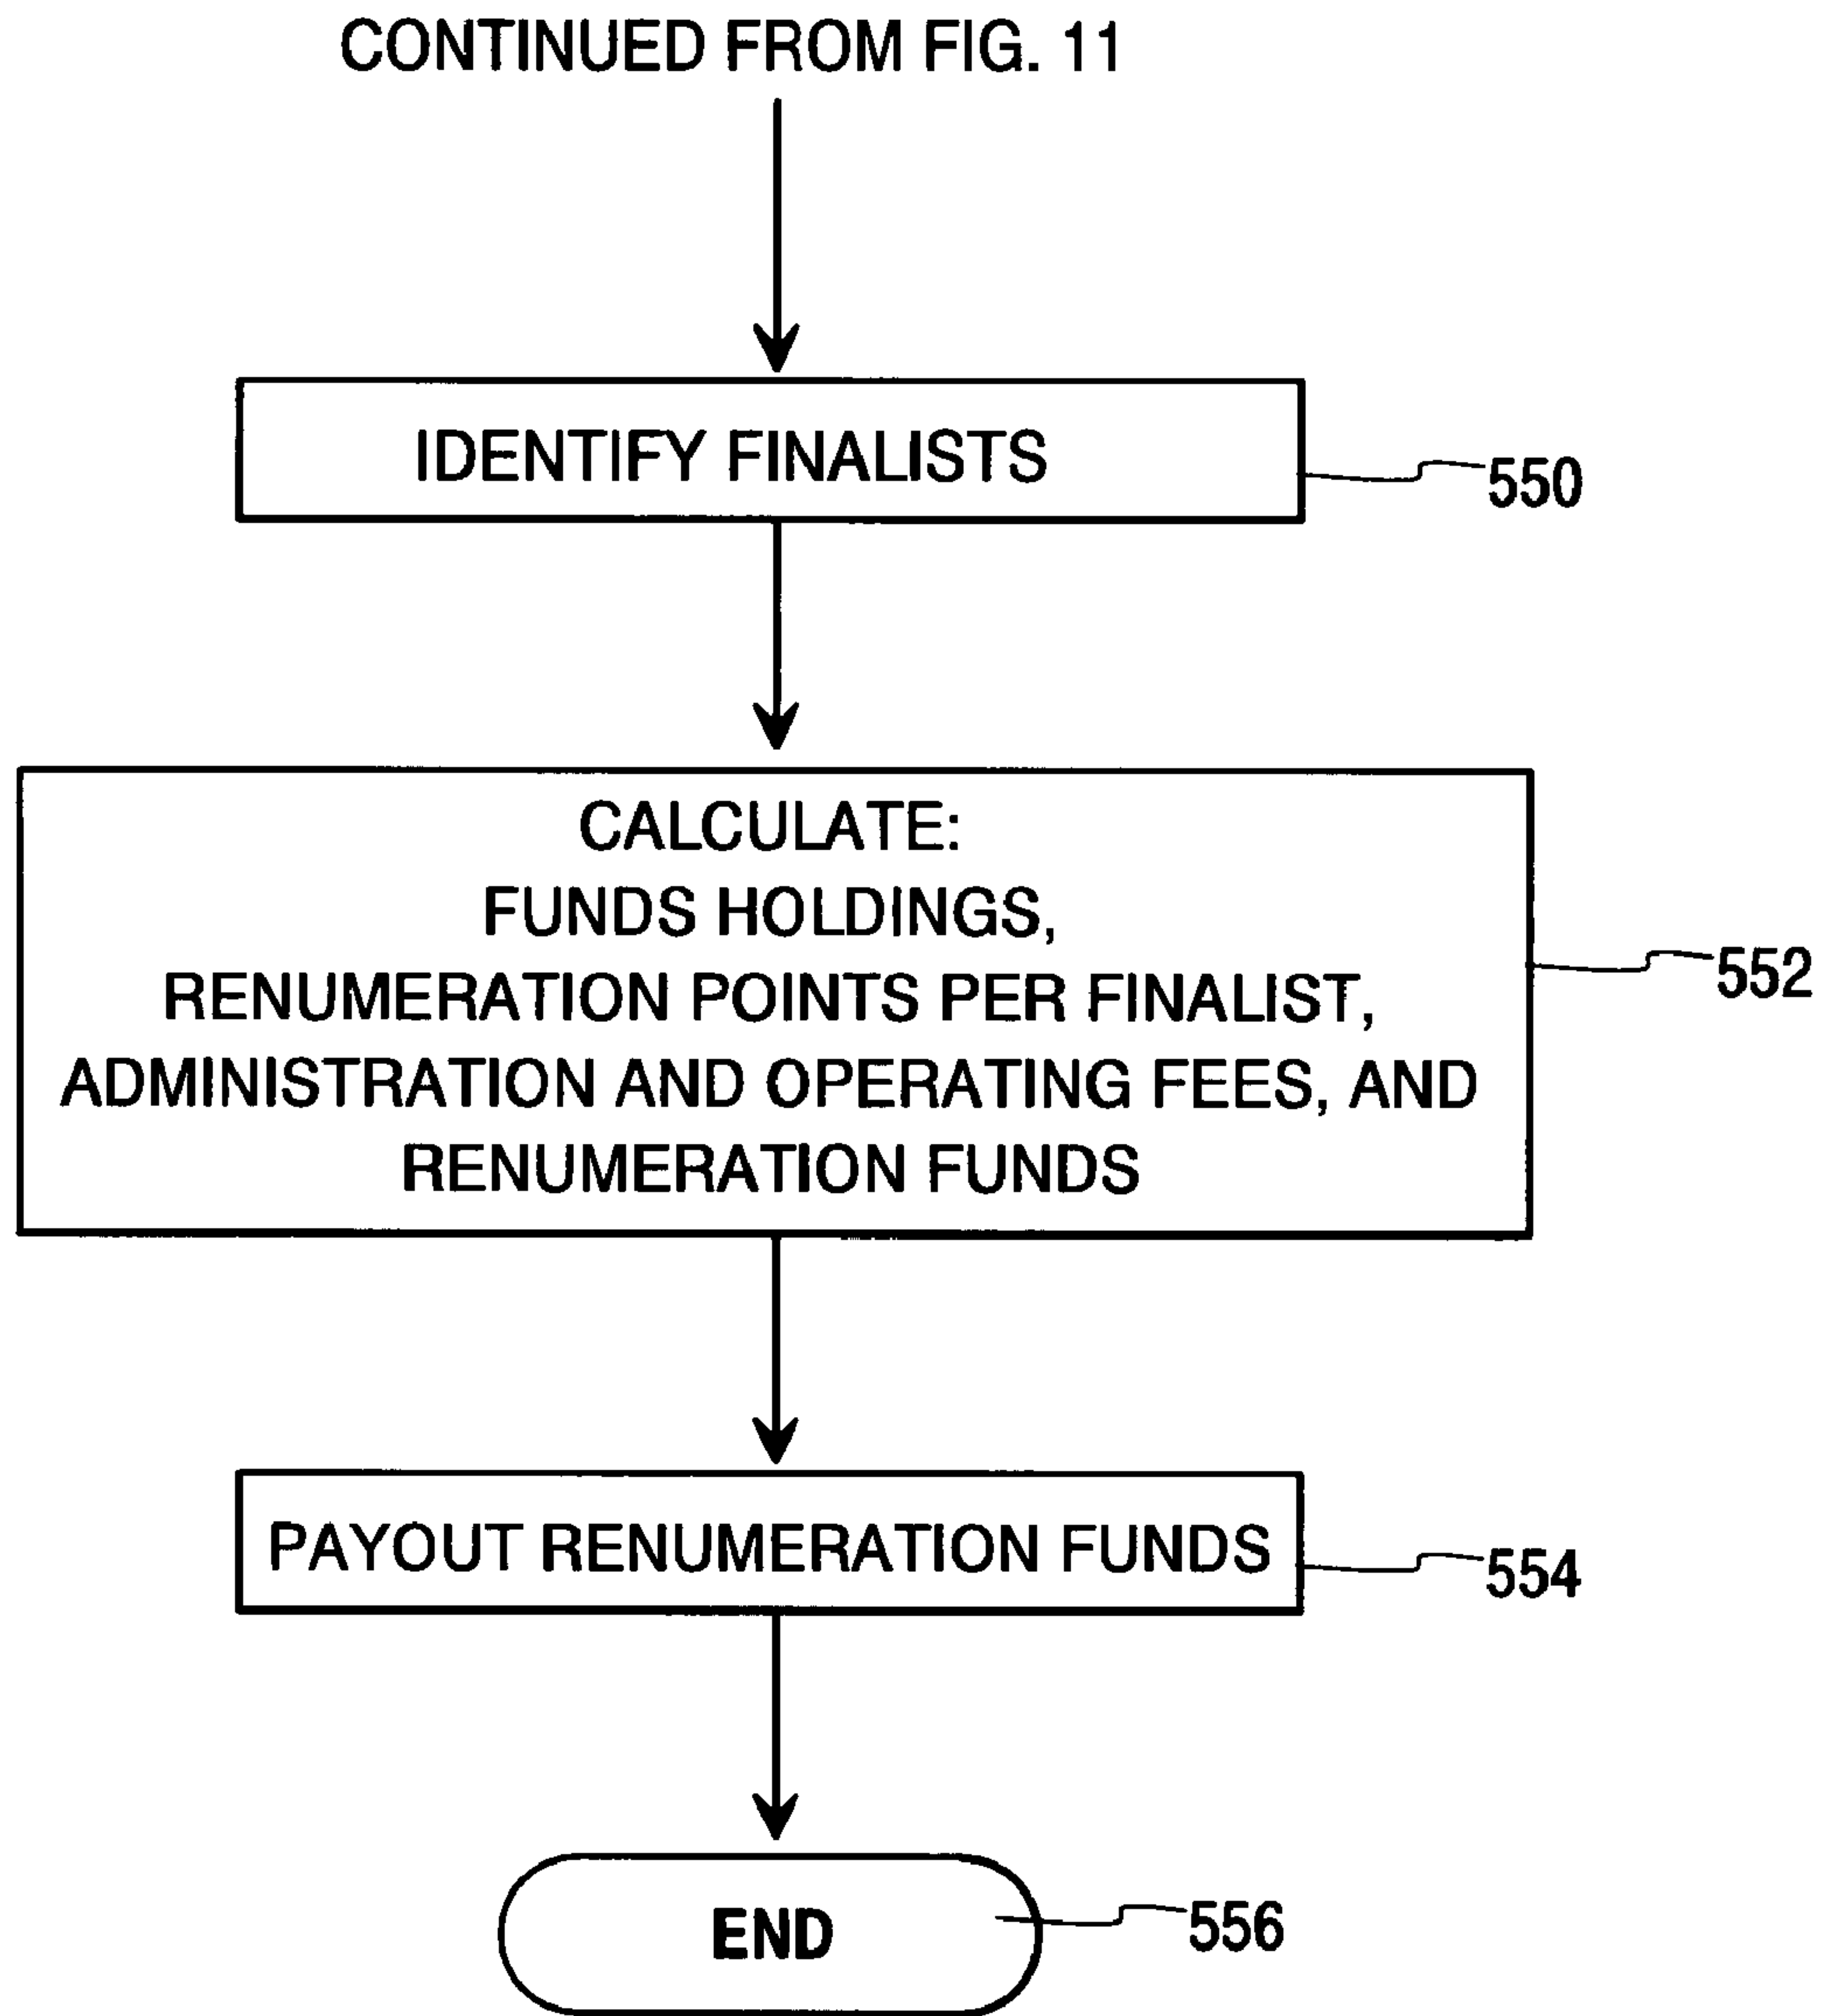 CONTINUED FROM FIG. 11
IDENTIFY FINALISTS
550
CALCULATE:
FUNDS HOLDINGS,
RENUMERATION POINTS PER FINALIST,
ADMINISTRATION AND OPERATING FEES, AND
RENUMERATION FUNDS
552
PAYOUT RENUMERATION FUNDS
554
END
556